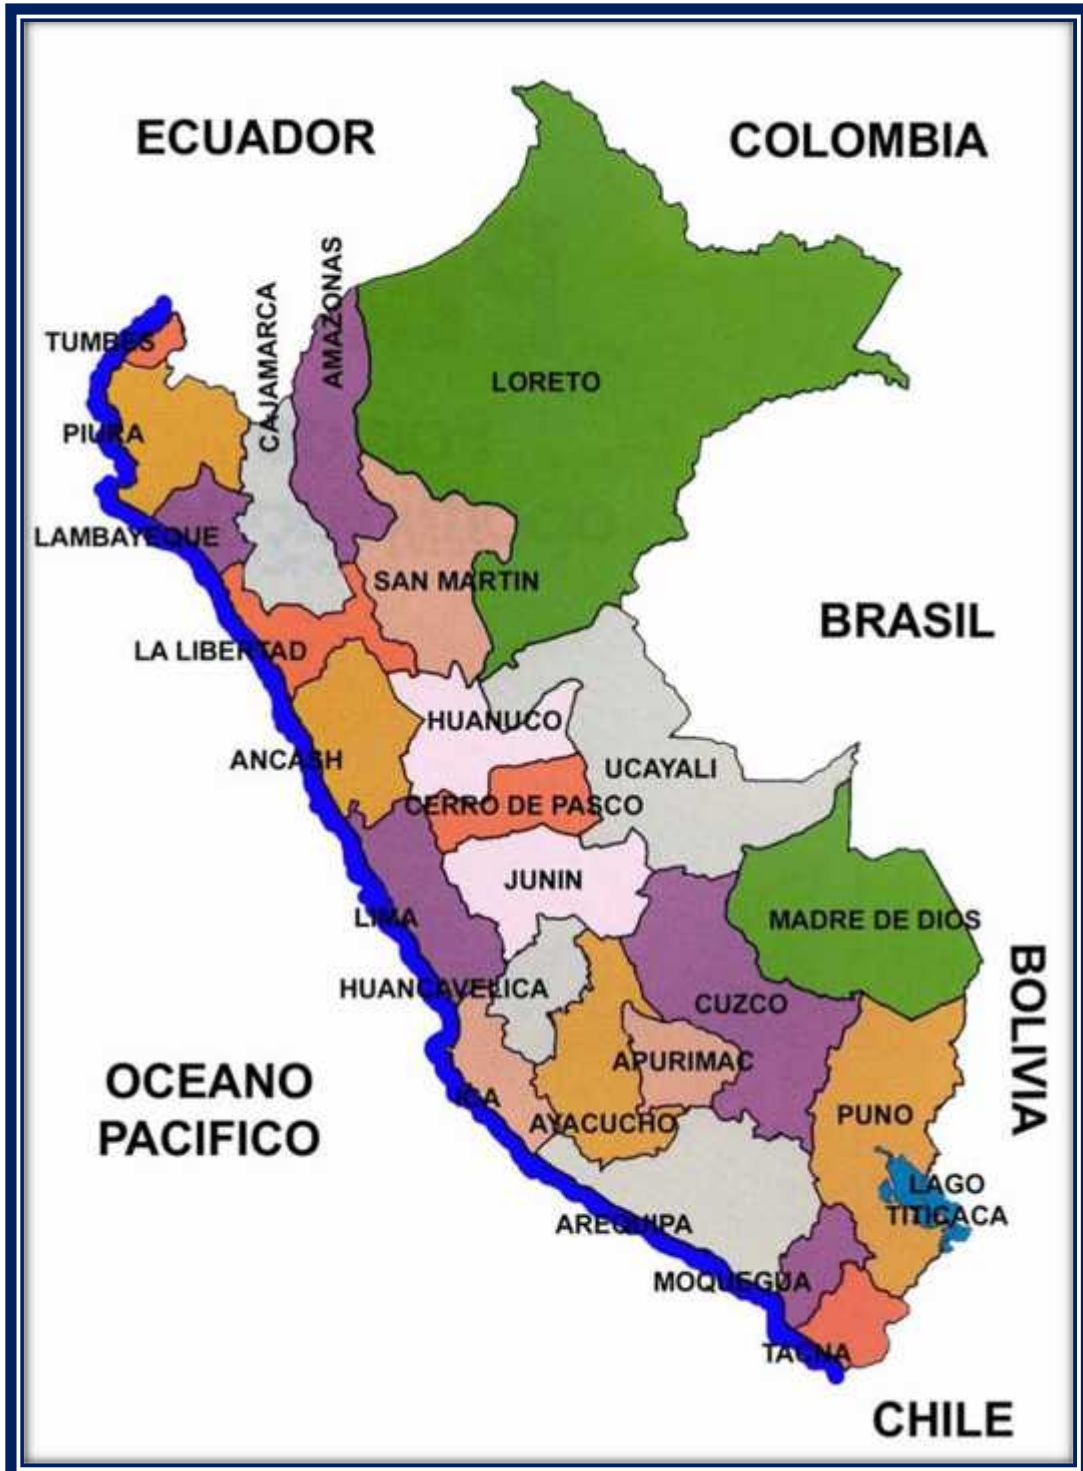 ECUADOR
COLOMBIA
AMAZONAS
CAJAMARCA
TUMBES
LORETO
PIURA
LAMBAYEQUE
SAN MARTIN
BRASIL
LA LIBERTAD
HUANUCO
ANCASH
UCAYALI
CERRO DE PASCO
JUNIN
LIMA
MADRE DE DIOS
HUANCAVELICA
CUZCO
BOLIVIA
APURIMAC
OCEANO
PACIFICO
ICA
AYACUCHO
PUNO
LAGO
TITICACA
AREQUIPA
MOQUEGUA
TACNA
CHILE